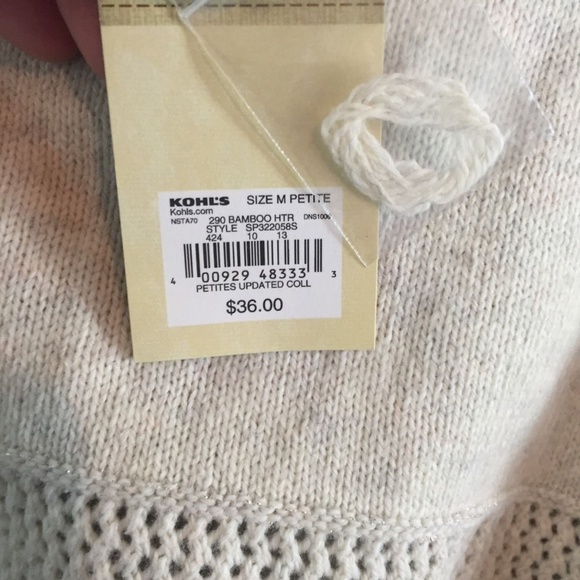 KOHL'S SIZE M PETITE
Kohls.com
NSTA70 290 BAMBOO HTR DNS1000
STYLE SP322058S
424 10 13
4 00929 48333 3
PETITES UPDATED COLL
$36.00